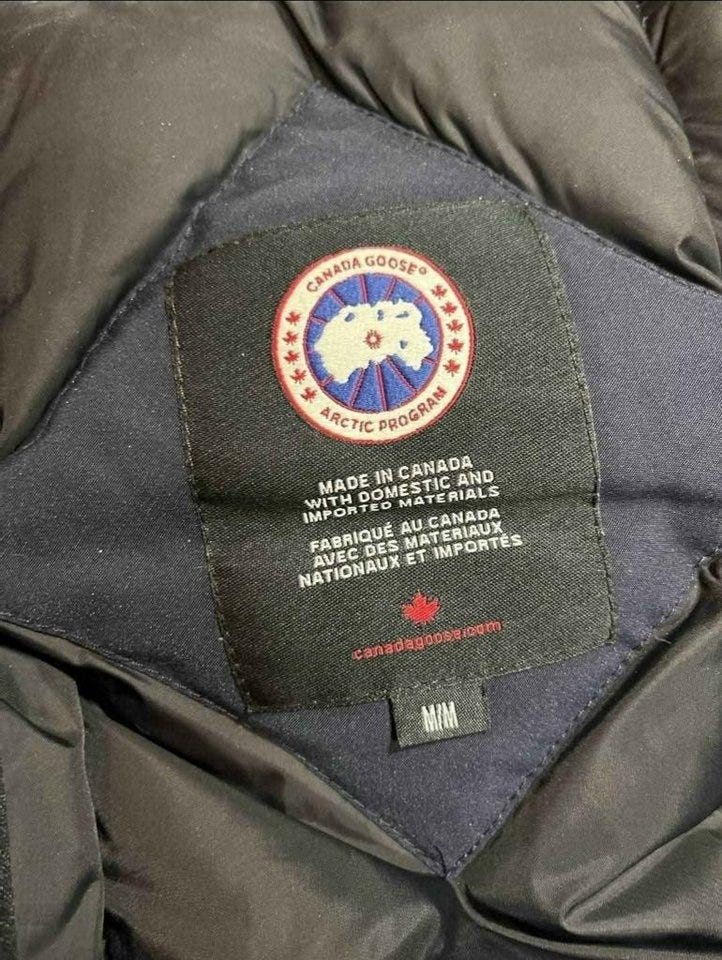 CANADA GOOSE®
ARCTIC PROGRAM
MADE IN CANADA
WITH DOMESTIC AND
IMPORTED MATERIALS
FABRIQUÉ AU CANADA
AVEC DES MATERIAUX
NATIONAUX ET IMPORTÉS
canadagoose.com
M/M